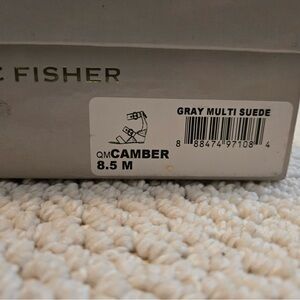 FISHER
GRAY MULTI SUEDE
8 88474 97108 4
QMCAMBER
8.5 M